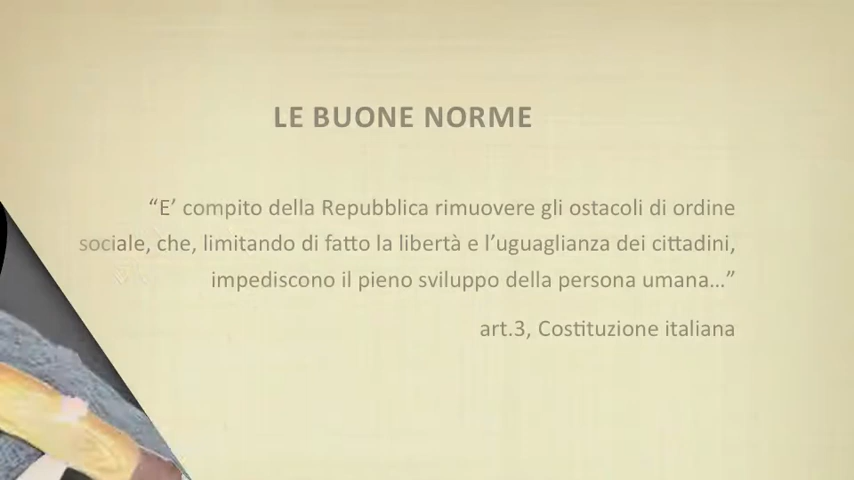 LE BUONE NORME
“E’ compito della Repubblica rimuovere gli ostacoli di ordine
sociale, che, limitando di fatto la libertà e l’uguaglianza dei cittadini,
impediscono il pieno sviluppo della persona umana...”
art.3, Costituzione italiana